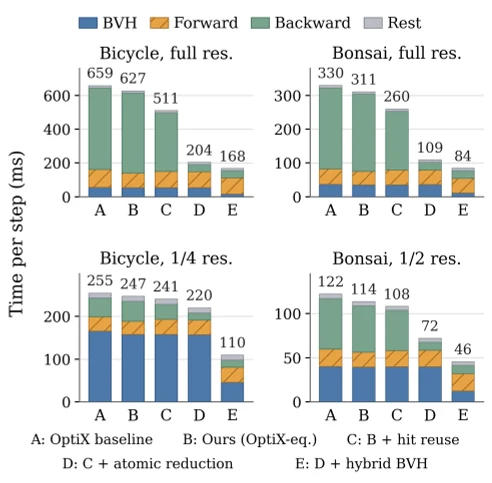 BVH Forward Backward Rest
Bicycle, full res.
659 627 511 204 168
600
400
200
0
A B C D E
Bonsai, full res.
330 311 260 109 84
300
200
100
0
A B C D E
Time per step (ms)
Bicycle, 1/4 res.
255 247 241 220 110
200
100
0
A B C D E
Bonsai, 1/2 res.
122 114 108 72 46
100
50
0
A B C D E
A: OptiX baseline B: Ours (OptiX-eq.) C: B + hit reuse
D: C + atomic reduction E: D + hybrid BVH